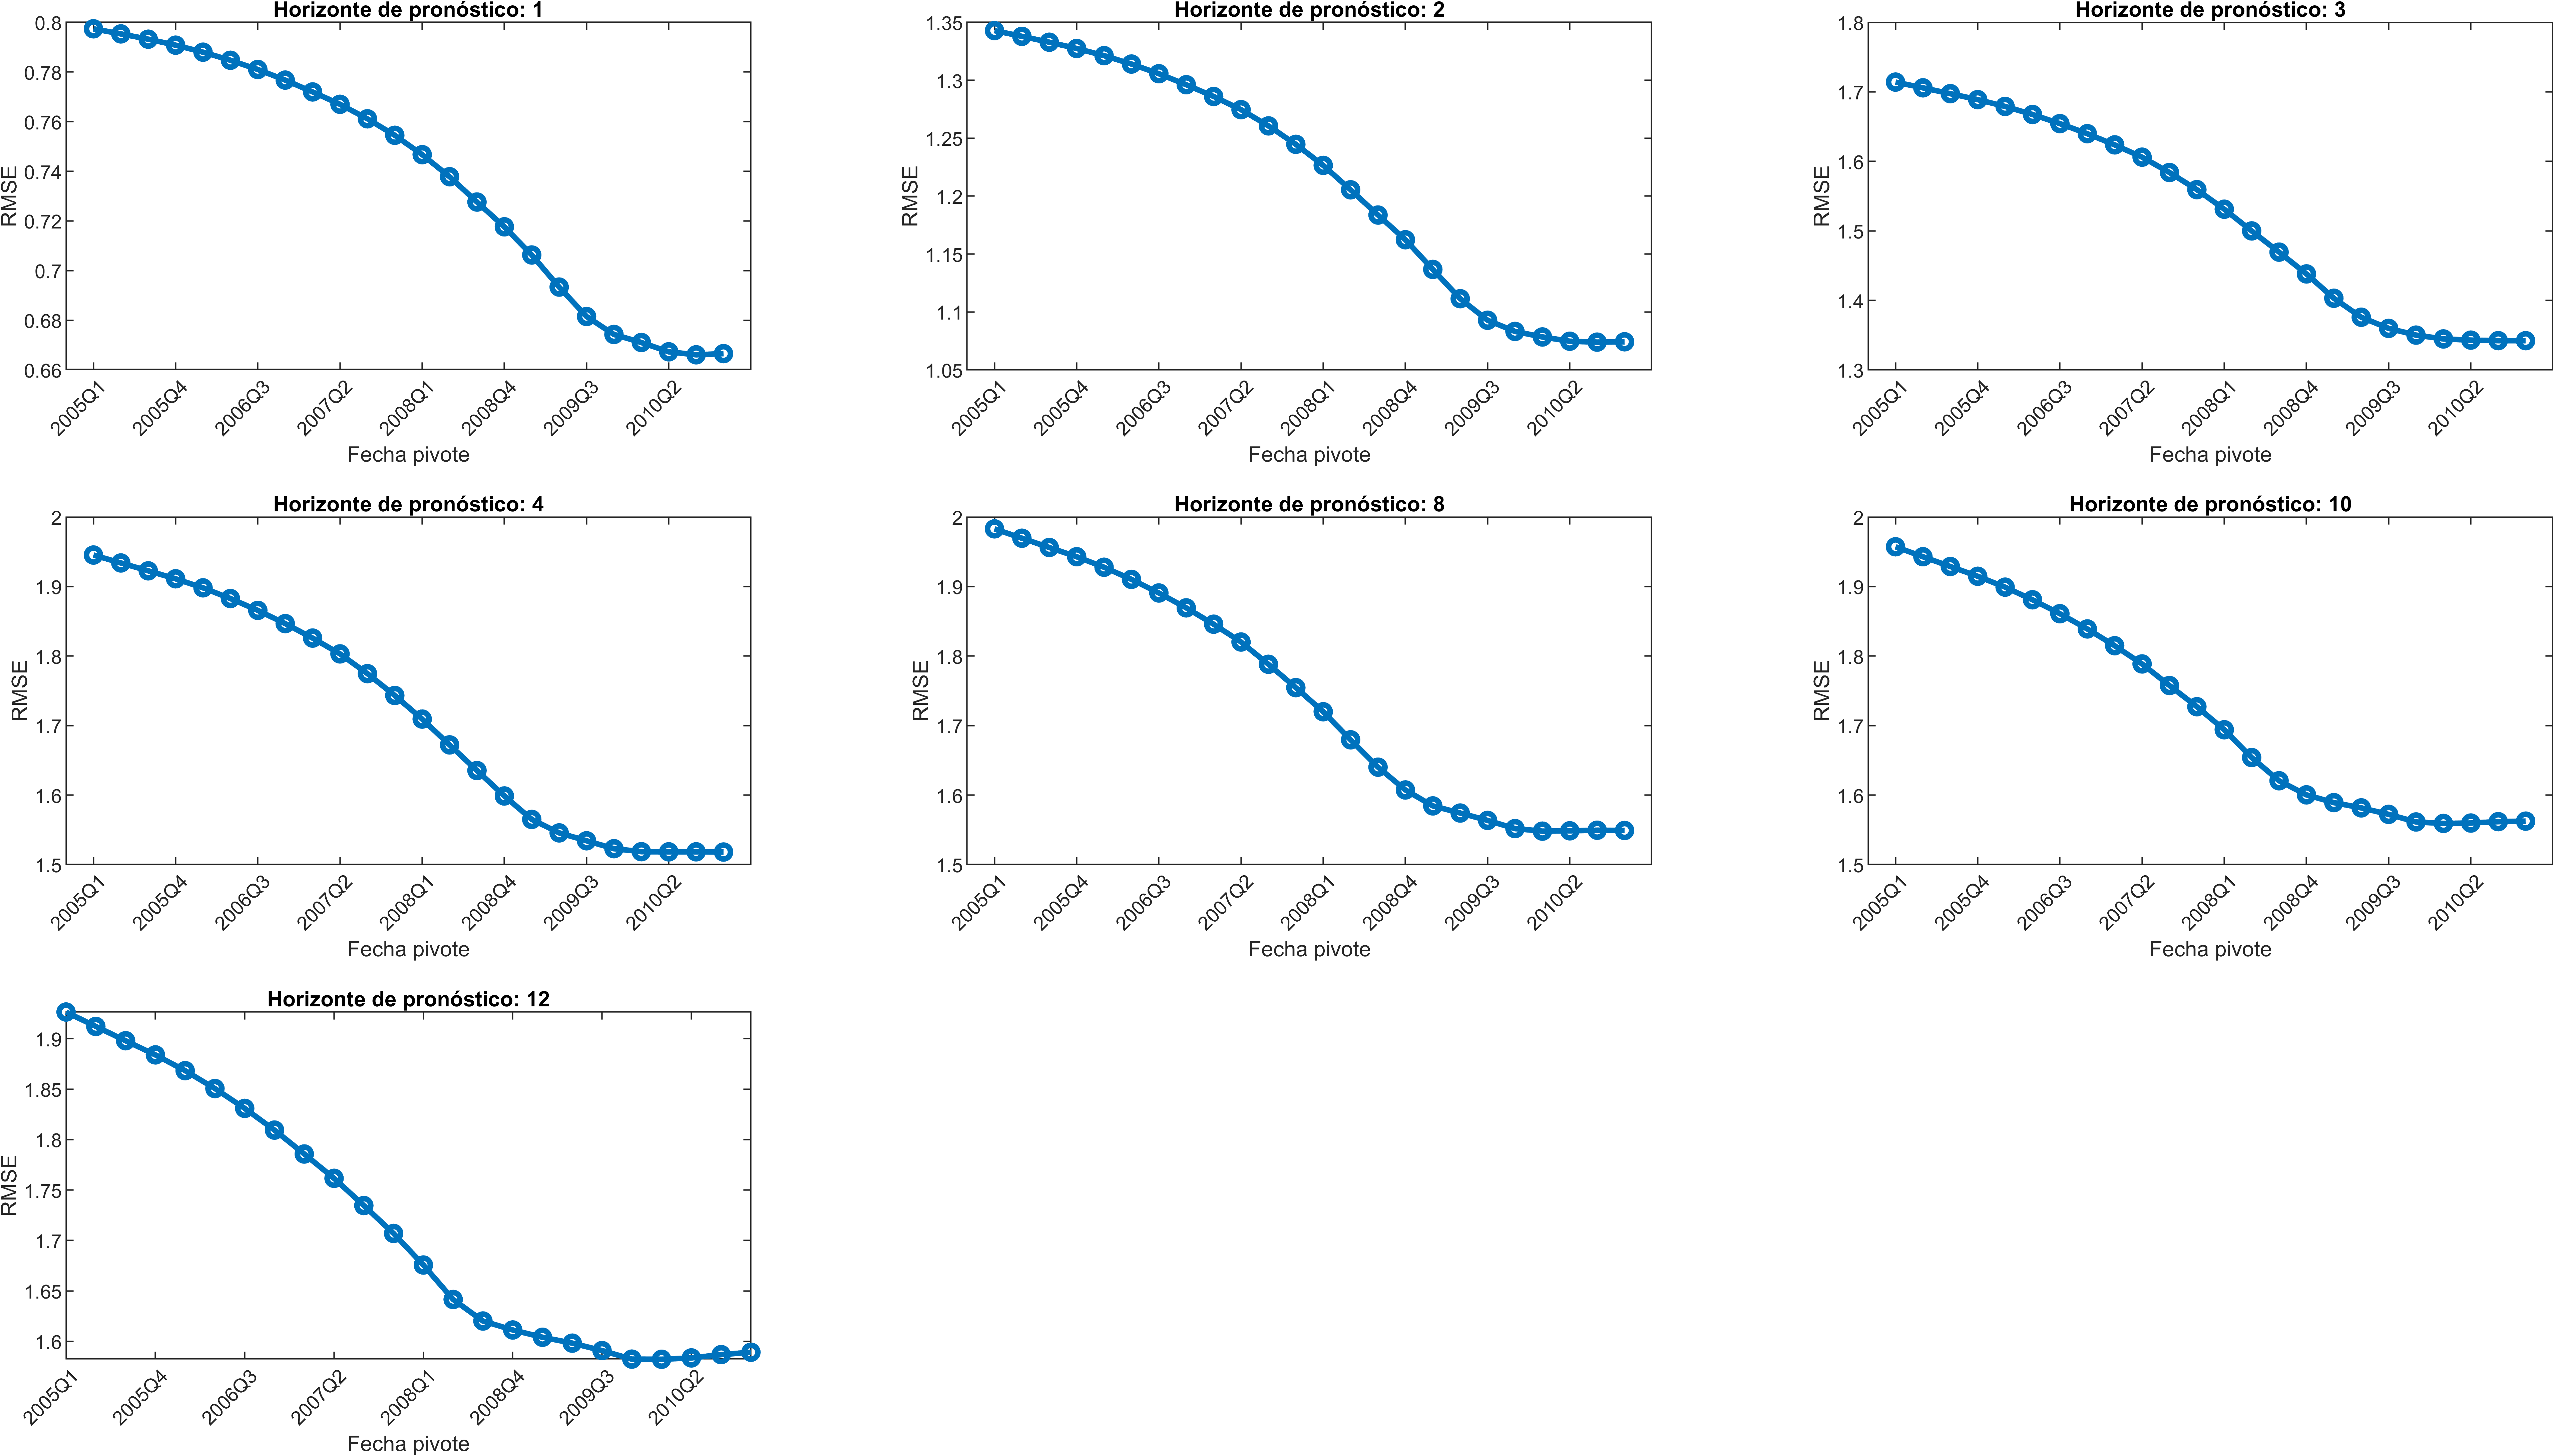 Horizonte de pronóstico: 1
0.8
0.78
0.76
0.74
0.72
0.7
0.68
0.66
RMSE
2005Q1 2005Q4 2006Q3 2007Q2 2008Q1 2008Q4 2009Q3 2010Q2
Fecha pivote
Horizonte de pronóstico: 2
1.35
1.3
1.25
1.2
1.15
1.1
1.05
RMSE
2005Q1 2005Q4 2006Q3 2007Q2 2008Q1 2008Q4 2009Q3 2010Q2
Fecha pivote
Horizonte de pronóstico: 3
1.8
1.7
1.6
1.5
1.4
1.3
RMSE
2005Q1 2005Q4 2006Q3 2007Q2 2008Q1 2008Q4 2009Q3 2010Q2
Fecha pivote
Horizonte de pronóstico: 4
2
1.9
1.8
1.7
1.6
1.5
RMSE
2005Q1 2005Q4 2006Q3 2007Q2 2008Q1 2008Q4 2009Q3 2010Q2
Fecha pivote
Horizonte de pronóstico: 8
2
1.9
1.8
1.7
1.6
1.5
RMSE
2005Q1 2005Q4 2006Q3 2007Q2 2008Q1 2008Q4 2009Q3 2010Q2
Fecha pivote
Horizonte de pronóstico: 10
2
1.9
1.8
1.7
1.6
1.5
RMSE
2005Q1 2005Q4 2006Q3 2007Q2 2008Q1 2008Q4 2009Q3 2010Q2
Fecha pivote
Horizonte de pronóstico: 12
1.9
1.85
1.8
1.75
1.7
1.65
1.6
RMSE
2005Q1 2005Q4 2006Q3 2007Q2 2008Q1 2008Q4 2009Q3 2010Q2
Fecha pivote